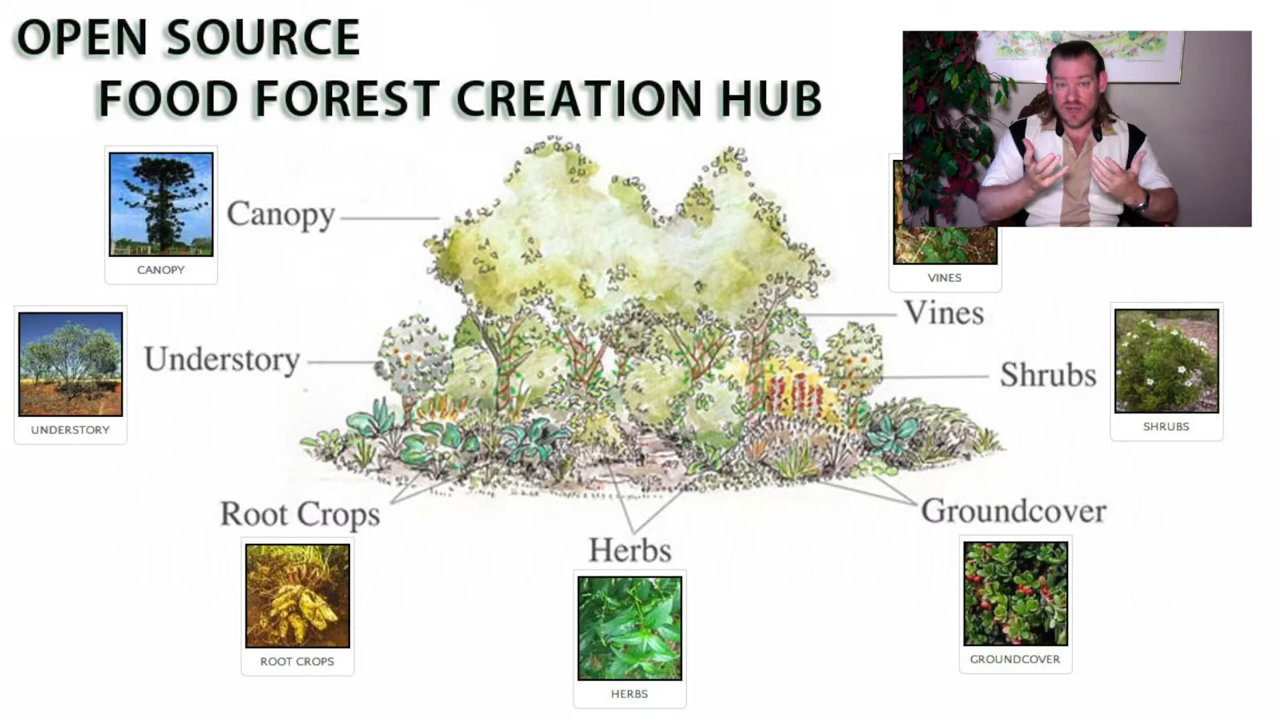 OPEN SOURCE
FOOD FOREST CREATION HUB
CANOPY
Canopy
VINES
Vines
UNDERSTORY
Understory
Shrubs
SHRUBS
Root Crops
ROOT CROPS
Herbs
HERBS
Groundcover
GROUNDCOVER